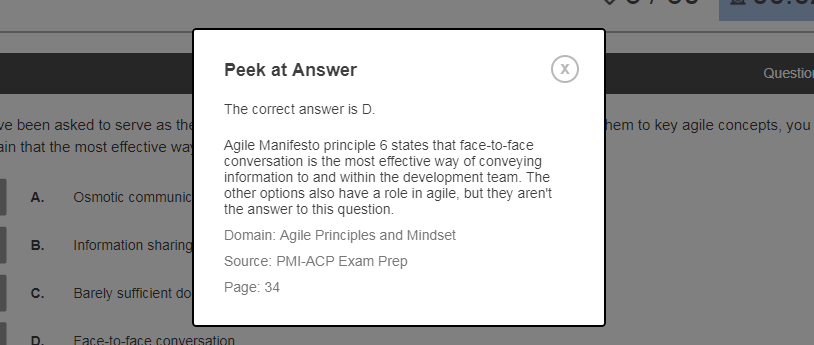 Peek at Answer
X
Question
The correct answer is D.
ve been asked to serve as the
hem to key agile concepts, you
ain that the most effective way
Agile Manifesto principle 6 states that face-to-face
conversation is the most effective way of conveying
information to and within the development team. The
other options also have a role in agile, but they aren't
the answer to this question.
Domain: Agile Principles and Mindset
Source: PMI-ACP Exam Prep
Page: 34
A. Osmotic communic
B. Information sharing
C. Barely sufficient do
D. Face-to-face conversation